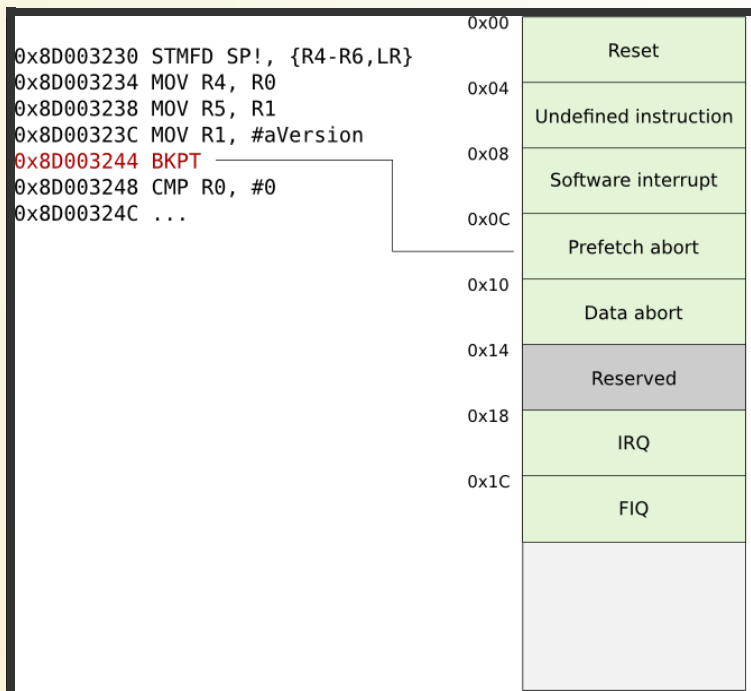 0x8D003230 STMFD SP!, {R4-R6,LR}
0x8D003234 MOV R4, R0
0x8D003238 MOV R5, R1
0x8D00323C MOV R1, #aVersion
0x8D003244 BKPT
0x8D003248 CMP R0, #0
0x8D00324C ...
0x00
Reset
0x04
Undefined instruction
0x08
Software interrupt
0x0C
Prefetch abort
0x10
Data abort
0x14
Reserved
0x18
IRQ
0x1C
FIQ